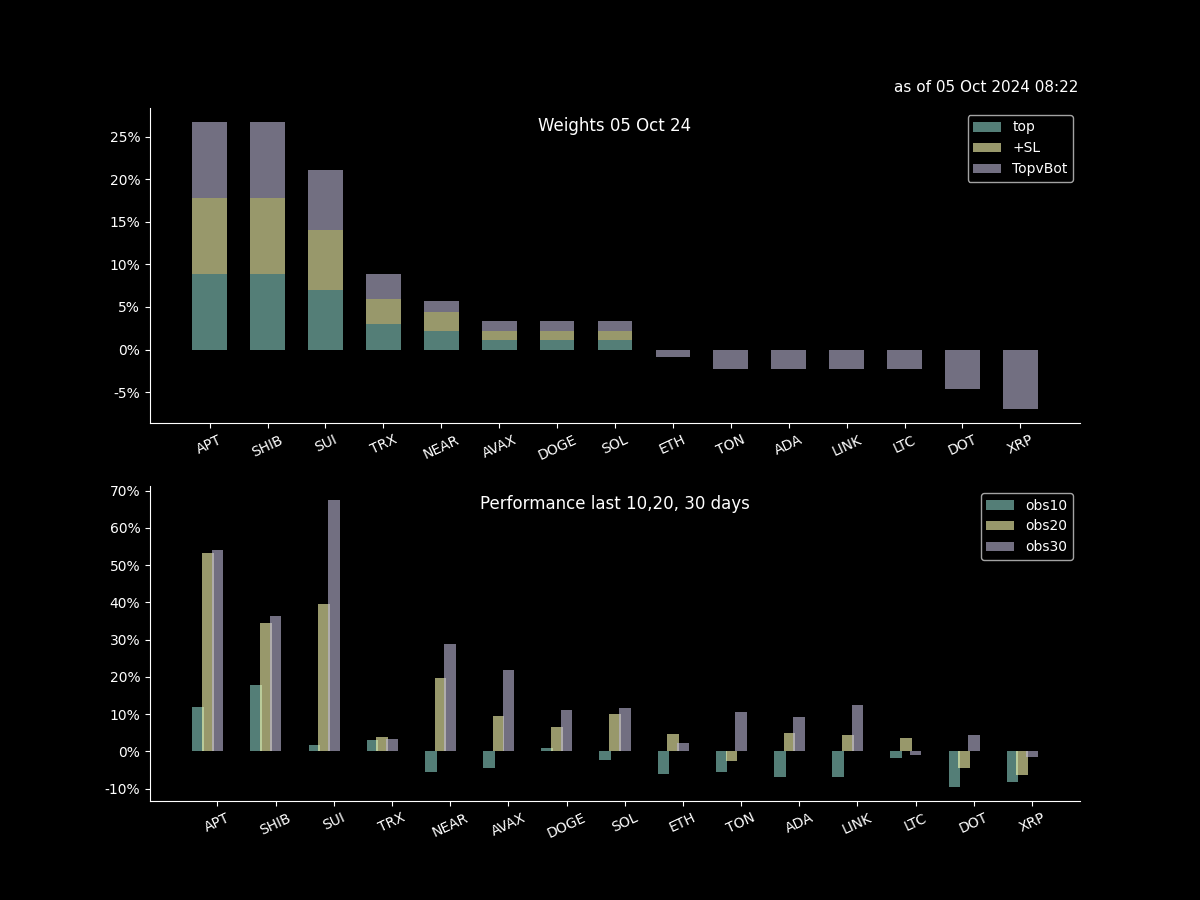 as of 05 Oct 2024 08:22
Weights 05 Oct 24
top
+SL
TopvBot
25%
20%
15%
10%
5%
0%
-5%
APT SHIB SUI TRX NEAR AVAX DOGE SOL ETH TON ADA LINK LTC DOT XRP
Performance last 10,20, 30 days
obs10
obs20
obs30
70%
60%
50%
40%
30%
20%
10%
0%
-10%
APT SHIB SUI TRX NEAR AVAX DOGE SOL ETH TON ADA LINK LTC DOT XRP